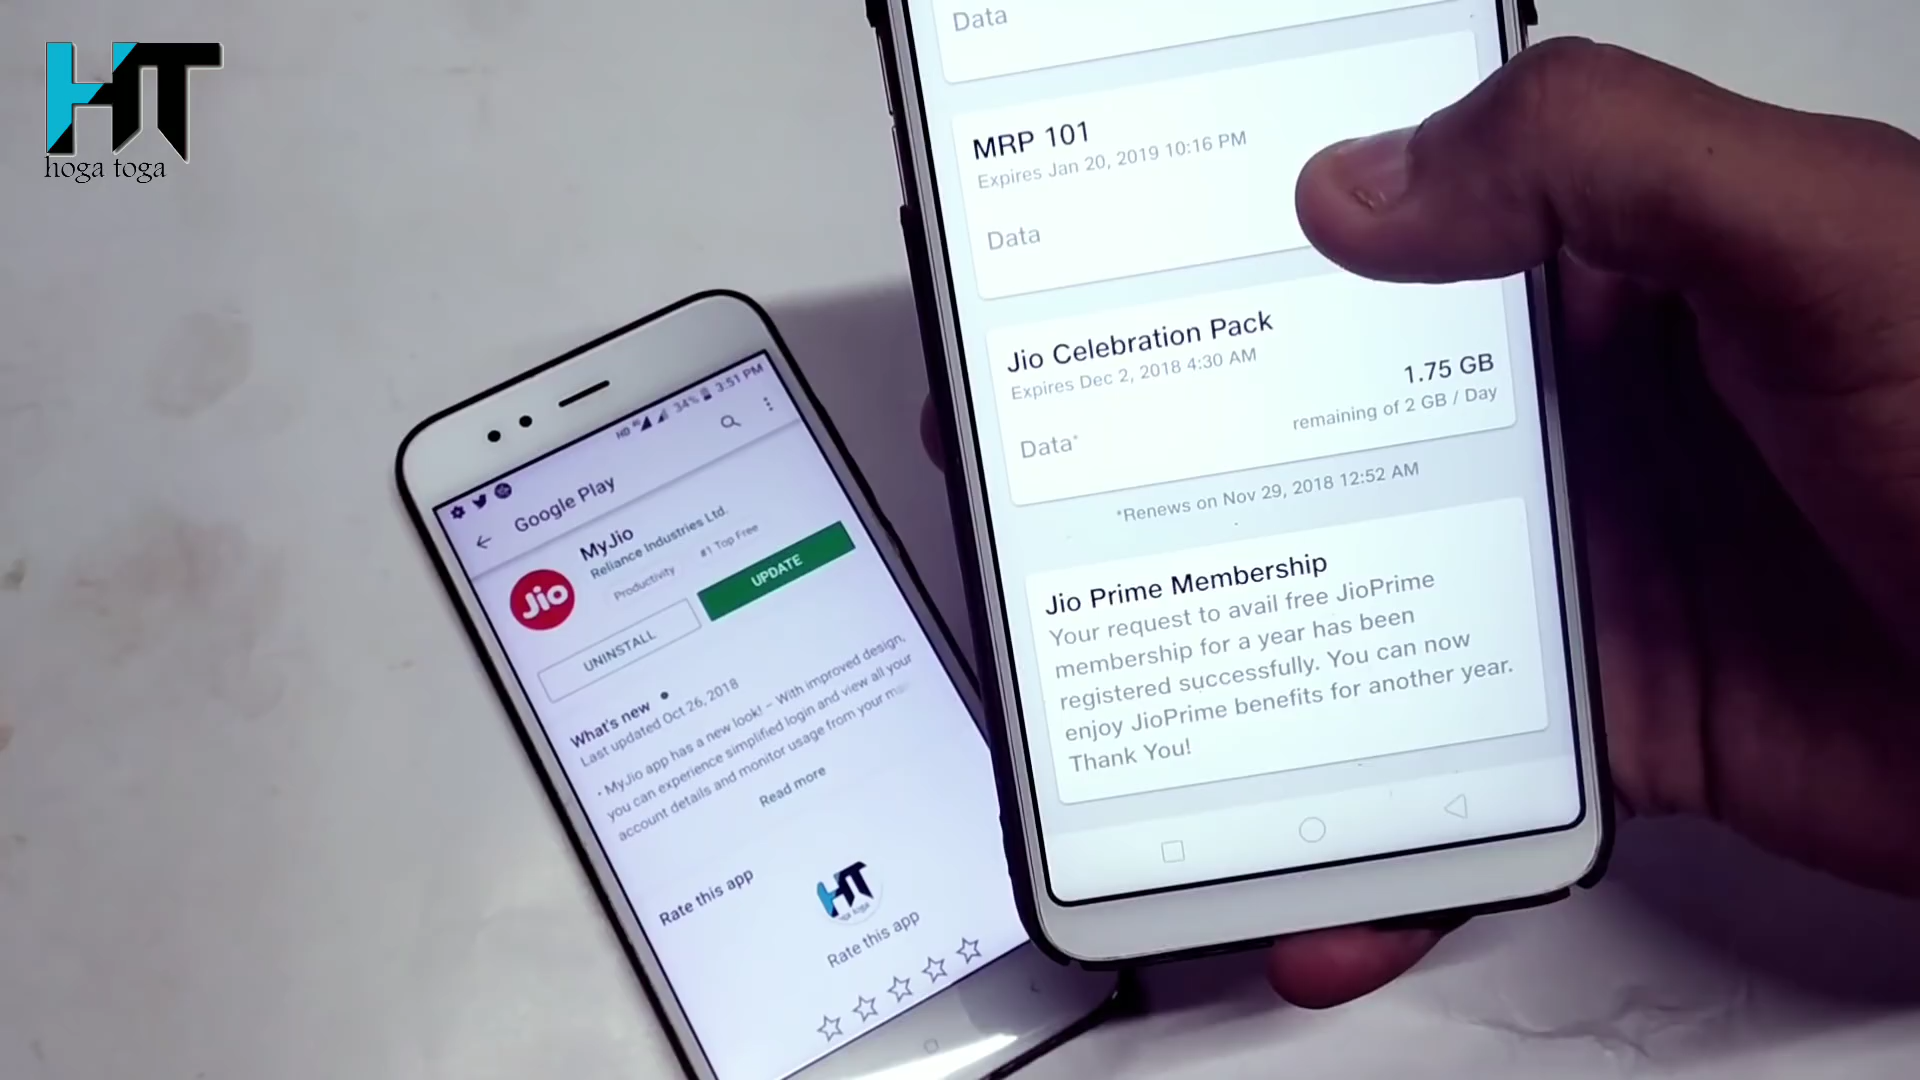 HT
hoga toga
Data
MRP 101
Expires Jan 20, 2019 10:16 PM
Data
Jio Celebration Pack
Expires Dec 2, 2018 4:30 AM
1.75 GB
Data*
remaining of 2 GB / Day
*Renews on Nov 29, 2018 12:52 AM
Jio Prime Membership
Your request to avail free JioPrime
membership for a year has been
registered successfully. You can now
enjoy JioPrime benefits for another year.
Thank You!
HD 34% 3:51 PM
Google Play
Jio
MyJio
Reliance Industries Ltd.
Productivity
#1 Top Free
UNINSTALL
UPDATE
What's new
Last updated Oct 26, 2018
• MyJio app has a new look! – With improved design,
you can experience simplified login and view all your
account details and monitor usage from your
Read more
Rate this app
HT
Rate this app